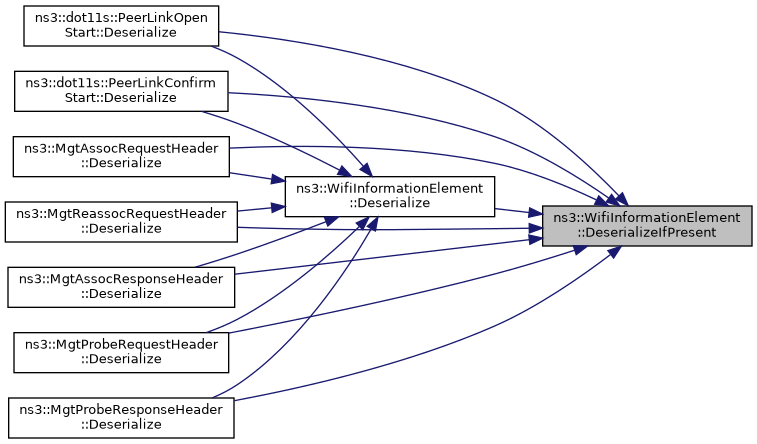 ns3::dot11s::PeerLinkOpen
Start::Deserialize
ns3::dot11s::PeerLinkConfirm
Start::Deserialize
ns3::MgtAssocRequestHeader
::Deserialize
ns3::MgtReassocRequestHeader
::Deserialize
ns3::MgtAssocResponseHeader
::Deserialize
ns3::MgtProbeRequestHeader
::Deserialize
ns3::MgtProbeResponseHeader
::Deserialize
ns3::WifiInformationElement
::Deserialize
ns3::WifiInformationElement
::DeserializeIfPresent